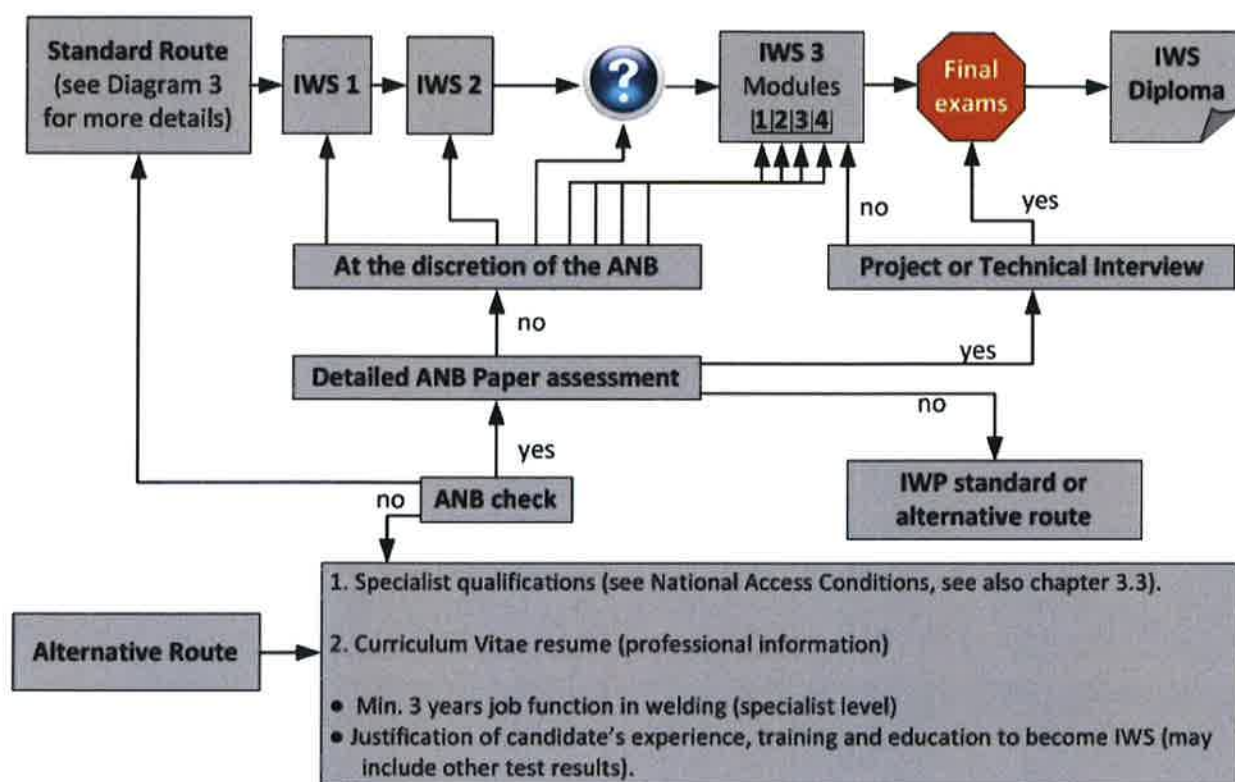 Standard Route
(see Diagram 3
for more details)
IWS 1
IWS 2
?
IWS 3
Modules
|1|2|3|4|
Final
exams
IWS
Diploma
no
yes
At the discretion of the ANB
Project or Technical Interview
no
yes
Detailed ANB Paper assessment
no
yes
IWP standard or
alternative route
no
ANB check
1. Specialist qualifications (see National Access Conditions, see also chapter 3.3).
Alternative Route
2. Curriculum Vitae resume (professional information)
● Min. 3 years job function in welding (specialist level)
● Justification of candidate's experience, training and education to become IWS (may
include other test results).